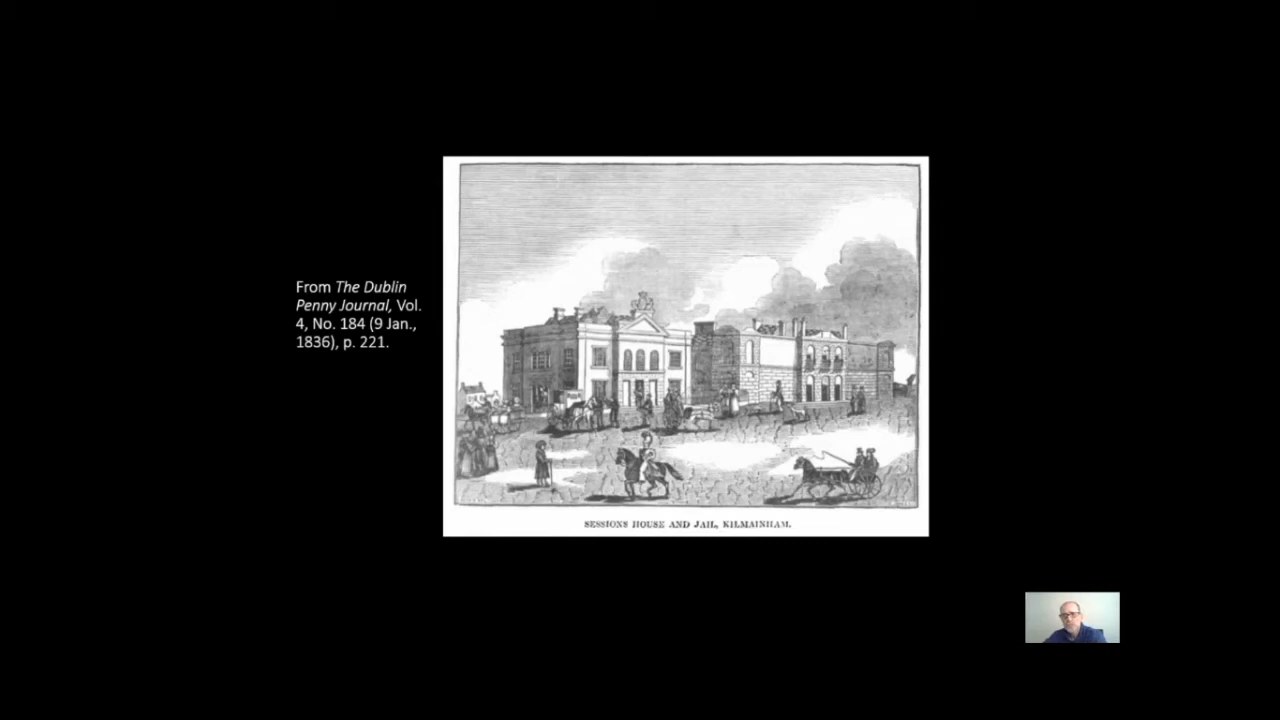 From The Dublin
Penny Journal, Vol.
4, No. 184 (9 Jan.,
1836), p. 221.
SESSIONS HOUSE AND JAIL, KILMAINHAM.